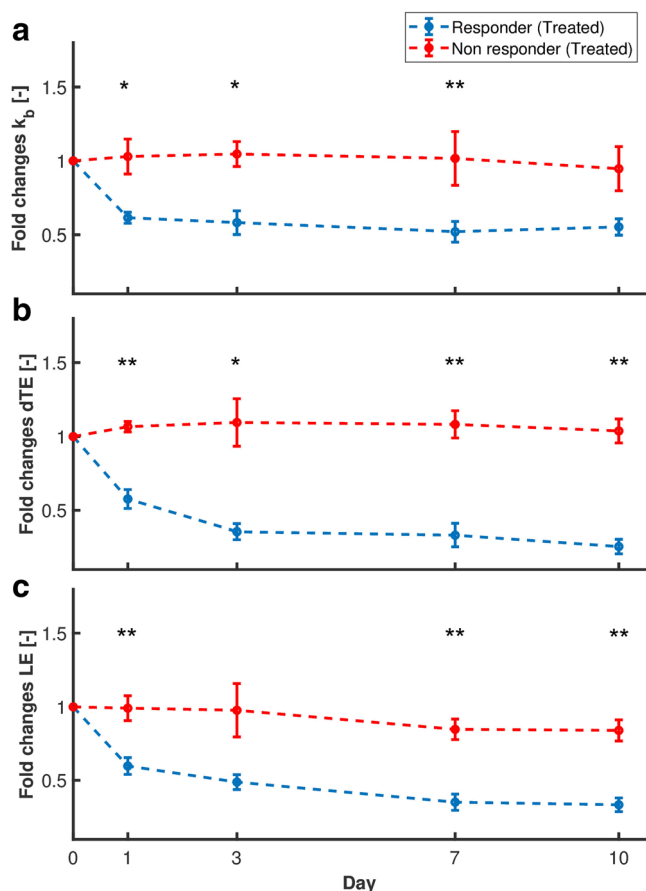 a
Responder (Treated)
Non responder (Treated)
Fold changes k_b [-]
1.5
1
0.5
* * **
b
Fold changes dTE [-]
1.5
1
0.5
** * ** **
c
Fold changes LE [-]
1.5
1
0.5
** ** **
0 1 3 7 10
Day